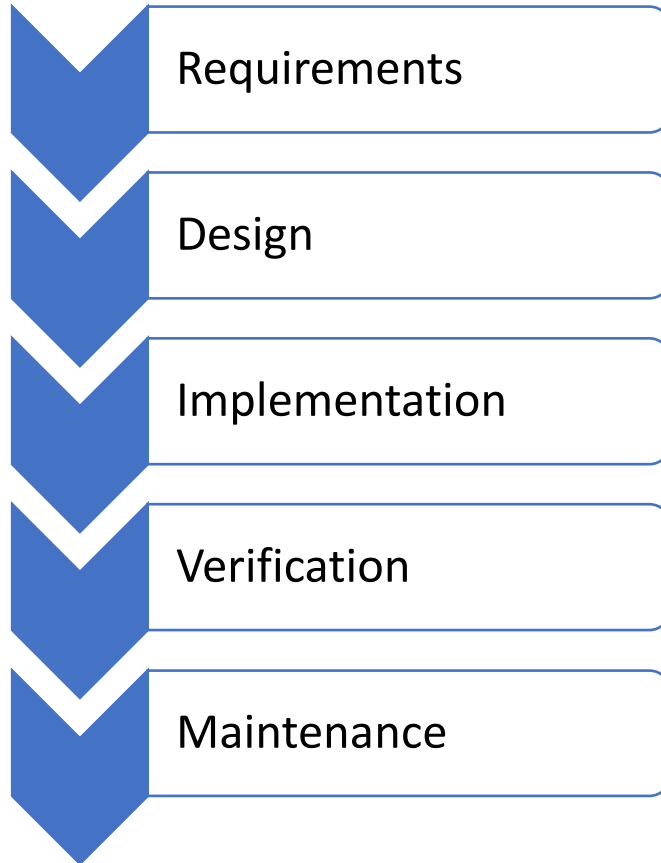 Requirements
Design
Implementation
Verification
Maintenance